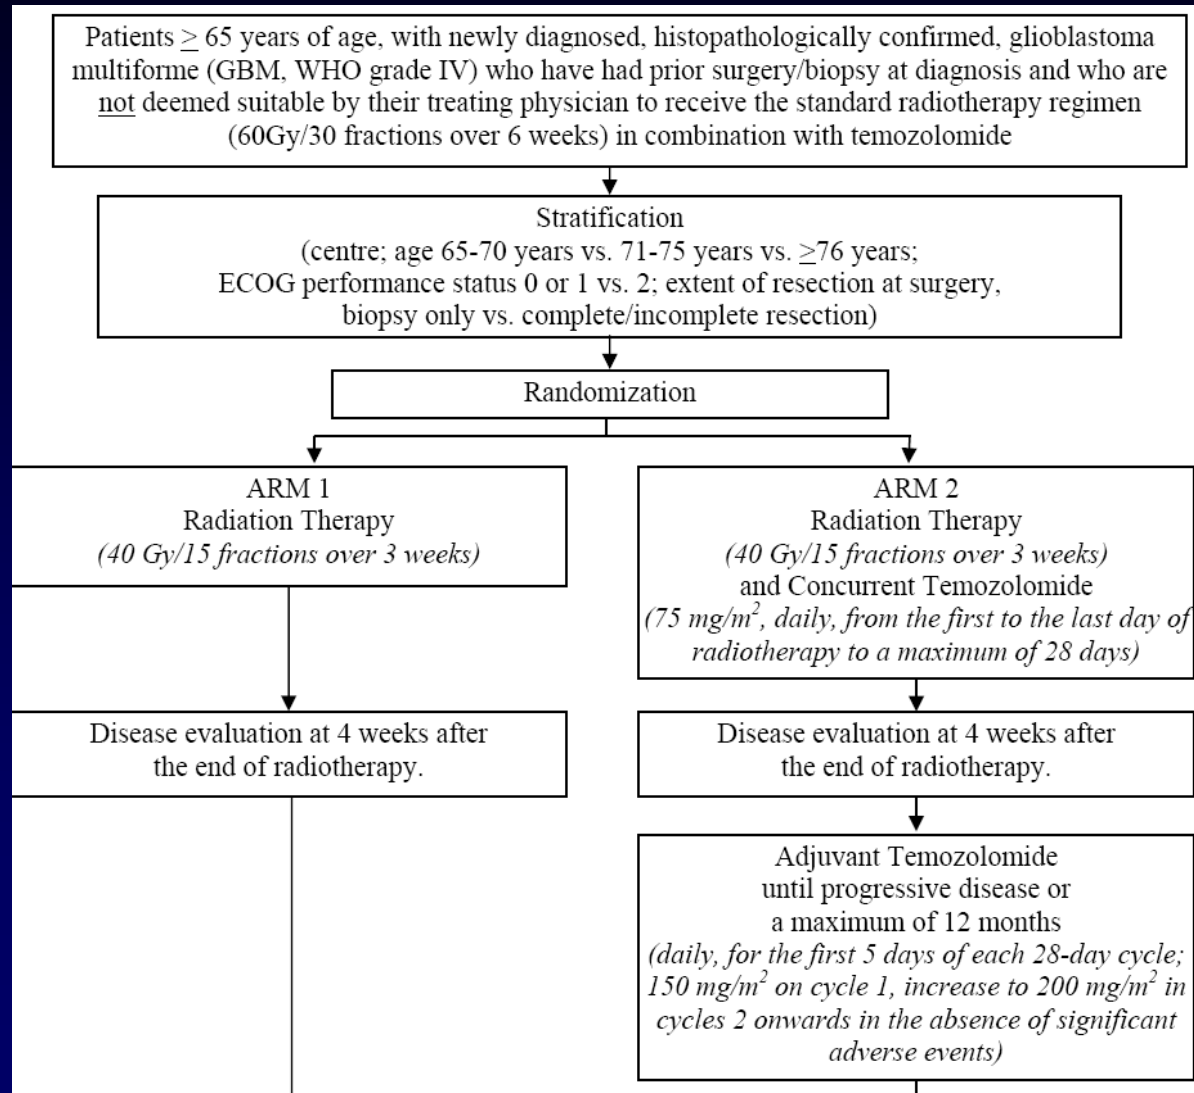 Patients ≥ 65 years of age, with newly diagnosed, histopathologically confirmed, glioblastoma
multiforme (GBM, WHO grade IV) who have had prior surgery/biopsy at diagnosis and who are
not deemed suitable by their treating physician to receive the standard radiotherapy regimen
(60Gy/30 fractions over 6 weeks) in combination with temozolomide
Stratification
(centre; age 65-70 years vs. 71-75 years vs. ≥76 years;
ECOG performance status 0 or 1 vs. 2; extent of resection at surgery,
biopsy only vs. complete/incomplete resection)
Randomization
ARM 1
Radiation Therapy
(40 Gy/15 fractions over 3 weeks)
ARM 2
Radiation Therapy
(40 Gy/15 fractions over 3 weeks)
and Concurrent Temozolomide
(75 mg/m², daily, from the first to the last day of
radiotherapy to a maximum of 28 days)
Disease evaluation at 4 weeks after
the end of radiotherapy.
Disease evaluation at 4 weeks after
the end of radiotherapy.
Adjuvant Temozolomide
until progressive disease or
a maximum of 12 months
(daily, for the first 5 days of each 28-day cycle;
150 mg/m² on cycle 1, increase to 200 mg/m² in
cycles 2 onwards in the absence of significant
adverse events)